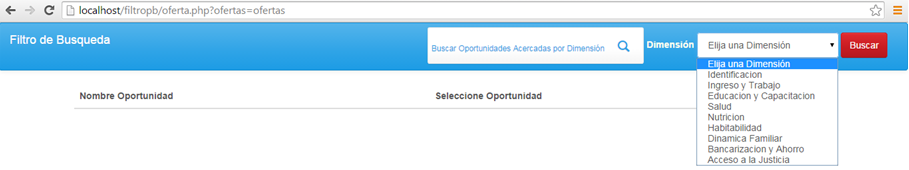 localhost/filtropb/oferta.php?ofertas=ofertas
Filtro de Busqueda
Buscar Oportunidades Acercadas por Dimensión
Dimensión
Elija una Dimensión
Buscar
Elija una Dimensión
Identificacion
Ingreso y Trabajo
Educacion y Capacitacion
Salud
Nutricion
Habitabilidad
Dinamica Familiar
Bancarizacion y Ahorro
Acceso a la Justicia
Nombre Oportunidad
Seleccione Oportunidad